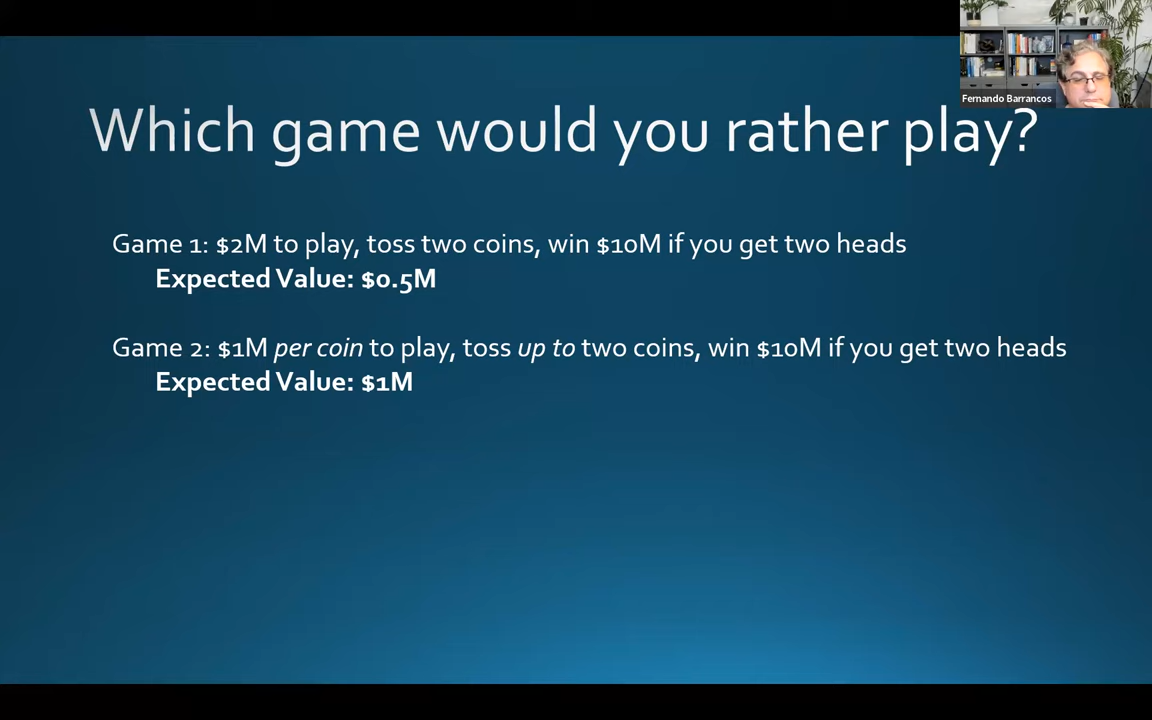 Fernando Barrancos
Which game would you rather play?
Game 1: $2M to play, toss two coins, win $10M if you get two heads
Expected Value: $0.5M
Game 2: $1M per coin to play, toss up to two coins, win $10M if you get two heads
Expected Value: $1M